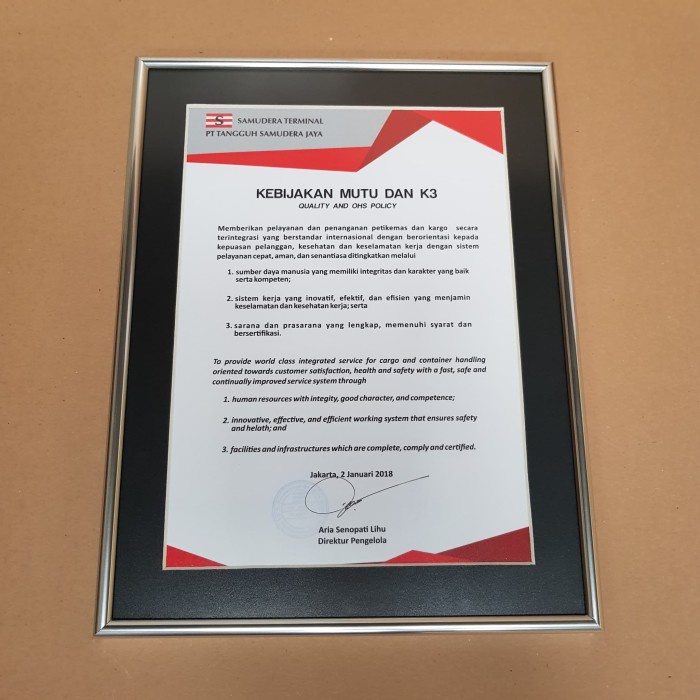 S SAMUDERA TERMINAL
PT TANGGUH SAMUDERA JAYA
KEBIJAKAN MUTU DAN K3
QUALITY AND OHS POLICY
Memberikan pelayanan dan penanganan petikemas dan kargo secara
terintegrasi yang berstandar internasional dengan berorientasi kepada
kepuasan pelanggan, kesehatan dan keselamatan kerja dengan sistem
pelayanan cepat, aman, dan senantiasa ditingkatkan melalui
1. sumber daya manusia yang memiliki integritas dan karakter yang baik
serta kompeten;
2. sistem kerja yang inovatif, efektif, dan efisien yang menjamin
keselamatan dan kesehatan kerja; serta
3. sarana dan prasarana yang lengkap, memenuhi syarat dan
bersertifikasi.
To provide world class integrated service for cargo and container handling
oriented towards customer satisfaction, health and safety with a fast, safe and
continually improved service system through
1. human resources with integity, good character, and competence;
2. innovative, effective, and efficient working system that ensures safety
and helath; and
3. facilities and infrastructures which are complete, comply and certified.
Jakarta, 2 Januari 2018
Aria Senopati Lihu
Direktur Pengelola